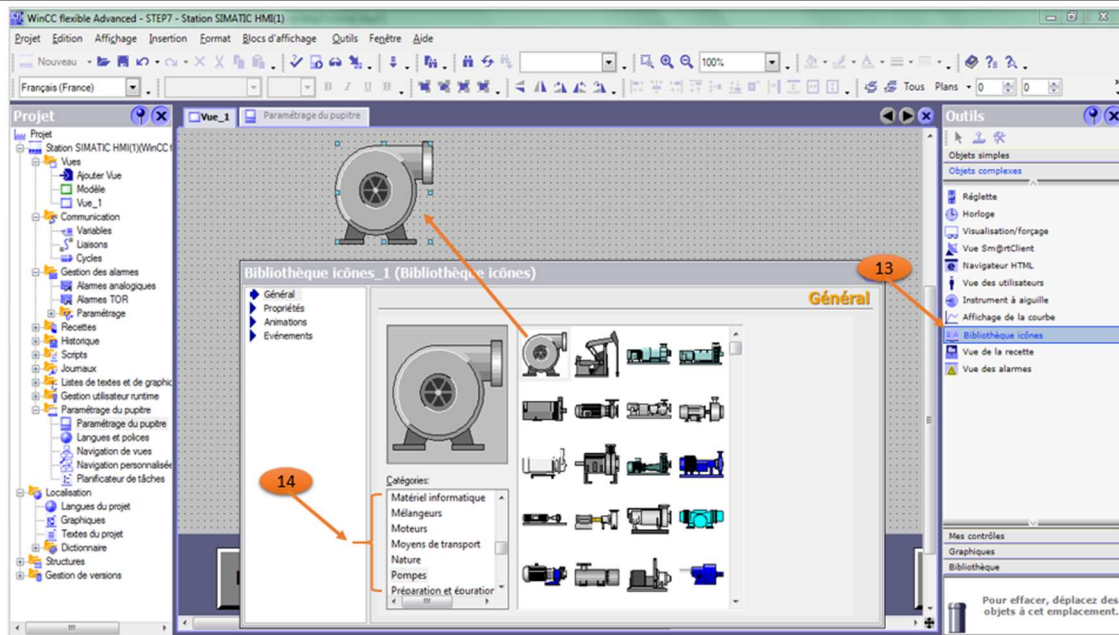 WinCC flexible Advanced - STEP7 - Station SIMATIC HMI(1)
Projet Edition Affichage Insertion Format Blocs d'affichage Outils Fenêtre Aide
Nouveau 100%
Français (France) Tous Plans 0 0
Projet
Projet
Station SIMATIC HMI(1)(WinCC f
Vues
Ajouter Vue
Modèle
Vue_1
Communication
Variables
Liaisons
Cycles
Gestion des alarmes
Alarmes analogiques
Alarmes TOR
Paramétrage
Recettes
Historique
Scripts
Journaux
Listes de textes et de graphic
Gestion utilisateur runtime
Paramétrage du pupitre
Paramétrage du pupitre
Langues et polices
Navigation de vues
Navigation personnalisée
Planificateur de tâches
Localisation
Langues du projet
Graphiques
Textes du projet
Dictionnaire
Structures
Gestion de versions
Vue_1 Paramétrage du pupitre
Bibliothèque icônes_1 (Bibliothèque icônes)
Général
Propriétés
Animations
Evénements
Général
Catégories:
Matériel informatique
Mélangeurs
Moteurs
Moyens de transport
Nature
Pompes
Préparation et épuration
14
13
Outils
Objets simples
Objets complexes
Réglette
Horloge
Visualisation/forçage
Vue Sm@rtClient
Navigateur HTML
Vue des utilisateurs
Instrument à aiguille
Affichage de la courbe
Bibliothèque icônes
Vue de la recette
Vue des alarmes
Mes contrôles
Graphiques
Bibliothèque
Pour effacer, déplacez des
objets à cet emplacement.